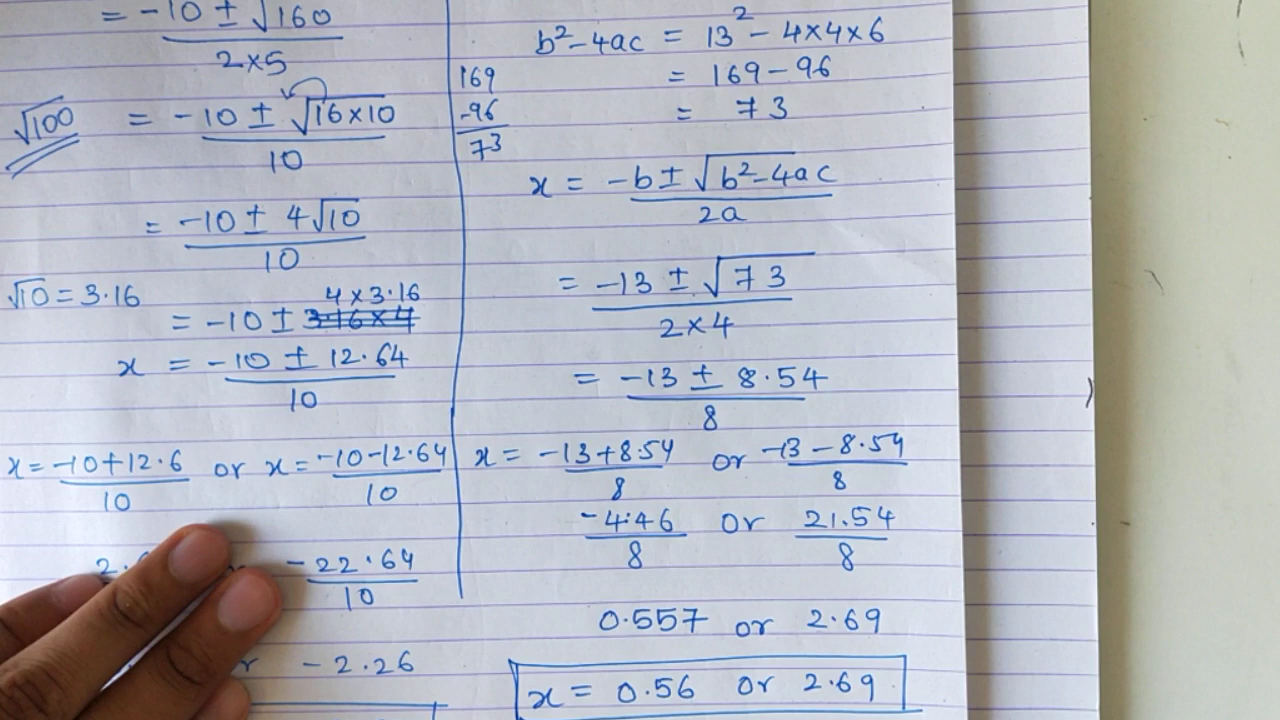 = -10 ± √160
2×5
√100 = -10 ± √16×10
10
= -10 ± 4√10
10
√10 = 3.16
4×3.16
= -10 ± 3.16×4
x = -10 ± 12.64
10
x = -10+12.6 or x = -10-12.64
10 10
2. -22.64
10
r -2.26
b²-4ac = 13² - 4×4×6
169 = 169-96
-96 = 73
73
x = -b ± √b²-4ac
2a
= -13 ± √73
2×4
= -13 ± 8.54
8
x = -13+8.54 or -13-8.54
8 8
-4.46 or 21.54
8 8
0.557 or 2.69
x = 0.56 or 2.69